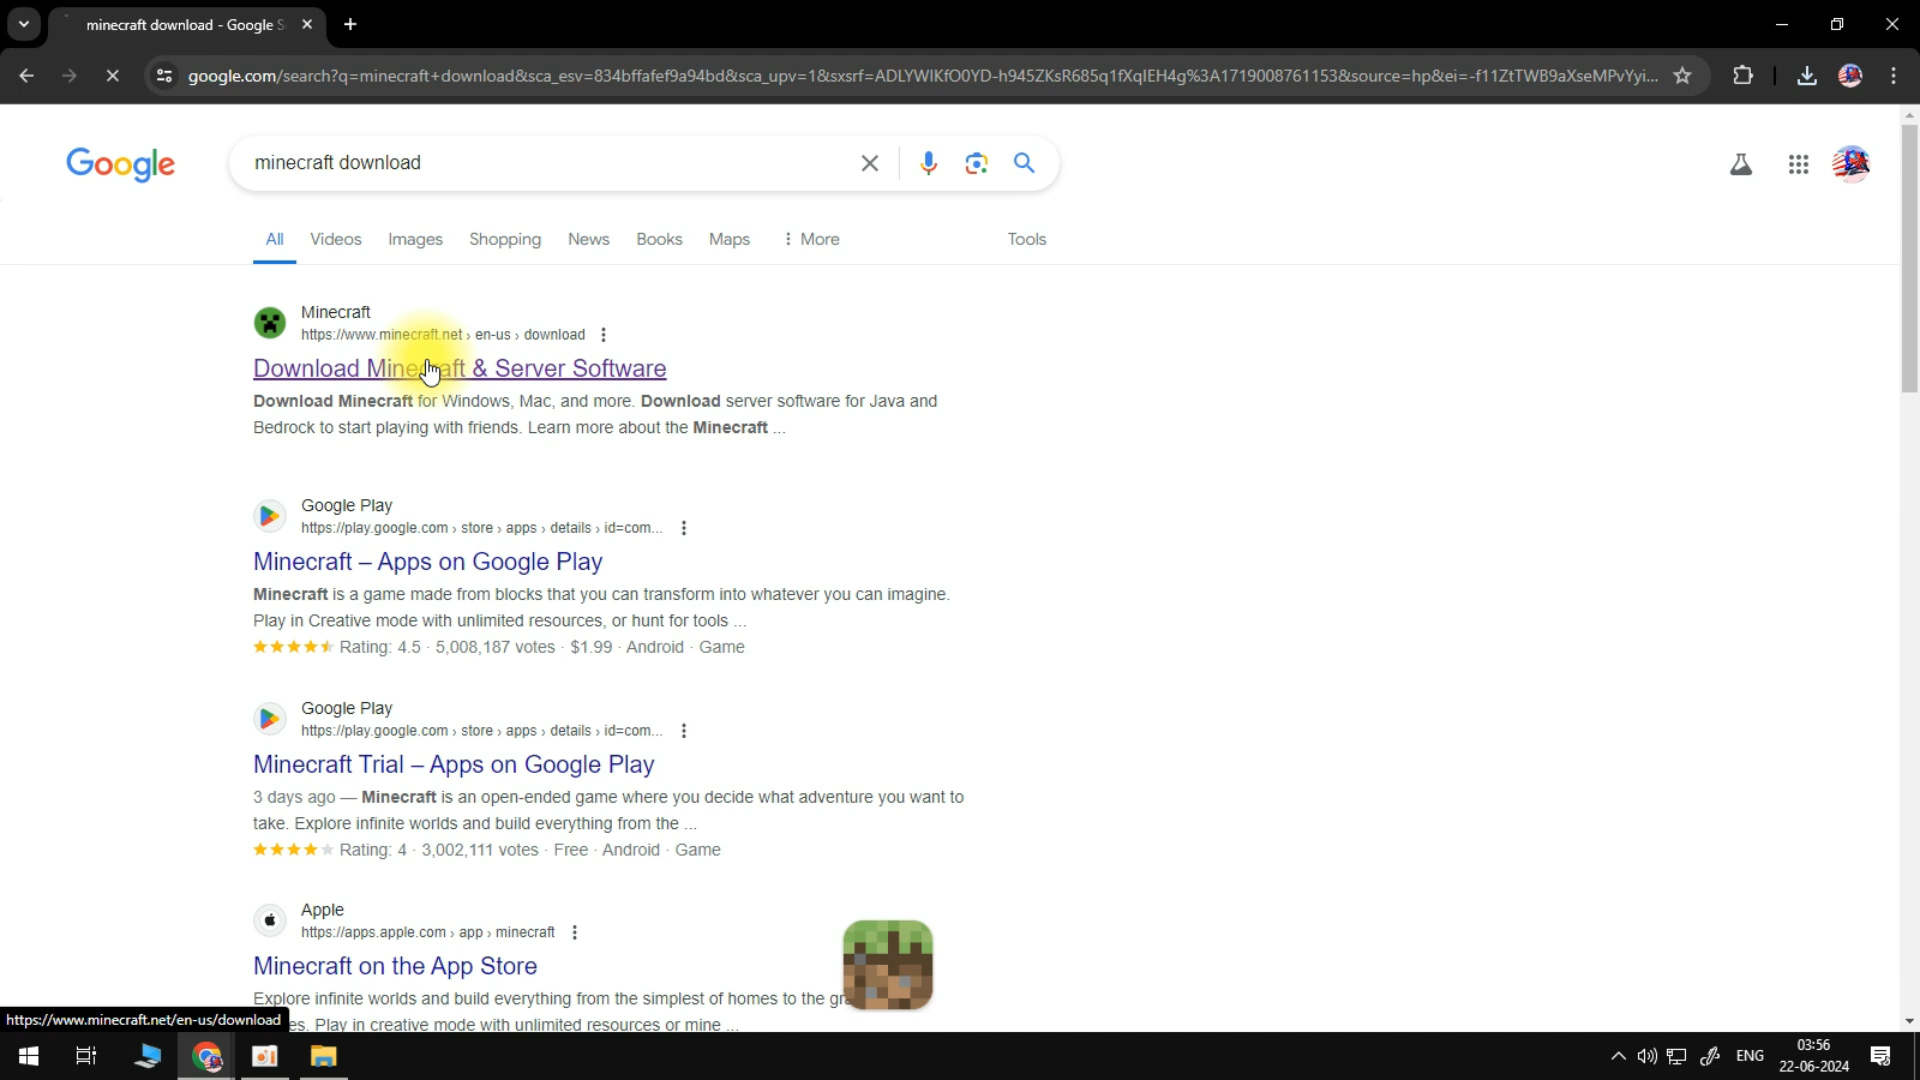 minecraft download - Google S
google.com/search?q=minecraft+download&sca_esv=834bffafef9a94bd&sca_upv=1&sxsrf=ADLYWIKfO0YD-h945ZKsR685q1fXqIEH4g%3A1719008761153&source=hp&ei=-f11ZtTWB9aXseMPvYyi...
Google
minecraft download
All Videos Images Shopping News Books Maps More Tools
Minecraft
https://www.minecraft.net › en-us › download
Download Minecraft & Server Software
Download Minecraft for Windows, Mac, and more. Download server software for Java and
Bedrock to start playing with friends. Learn more about the Minecraft ...
Google Play
https://play.google.com › store › apps › details › id=com...
Minecraft – Apps on Google Play
Minecraft is a game made from blocks that you can transform into whatever you can imagine.
Play in Creative mode with unlimited resources, or hunt for tools ...
Rating: 4.5 · 5,008,187 votes · $1.99 · Android · Game
Google Play
https://play.google.com › store › apps › details › id=com...
Minecraft Trial – Apps on Google Play
3 days ago — Minecraft is an open-ended game where you decide what adventure you want to
take. Explore infinite worlds and build everything from the ...
Rating: 4 · 3,002,111 votes · Free · Android · Game
Apple
https://apps.apple.com › app › minecraft
Minecraft on the App Store
Explore infinite worlds and build everything from the simplest of homes to the
es. Play in creative mode with unlimited resources or mine ...
https://www.minecraft.net/en-us/download
ENG
03:56
22-06-2024